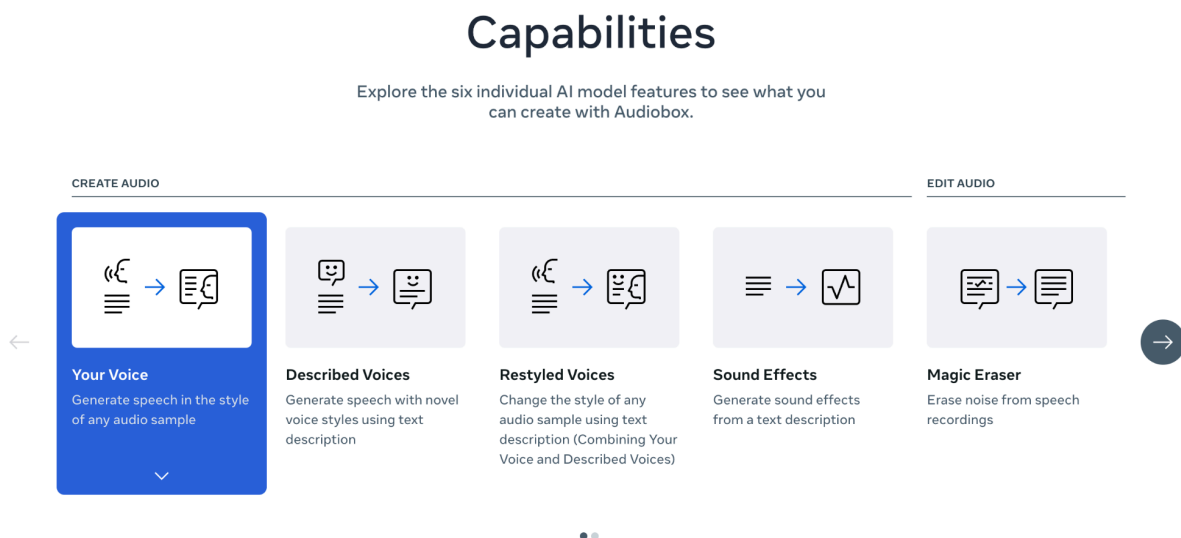 Capabilities
Explore the six individual AI model features to see what you
can create with Audiobox.
CREATE AUDIO
EDIT AUDIO
Your Voice
Generate speech in the style
of any audio sample
Described Voices
Generate speech with novel
voice styles using text
description
Restyled Voices
Change the style of any
audio sample using text
description (Combining Your
Voice and Described Voices)
Sound Effects
Generate sound effects
from a text description
Magic Eraser
Erase noise from speech
recordings